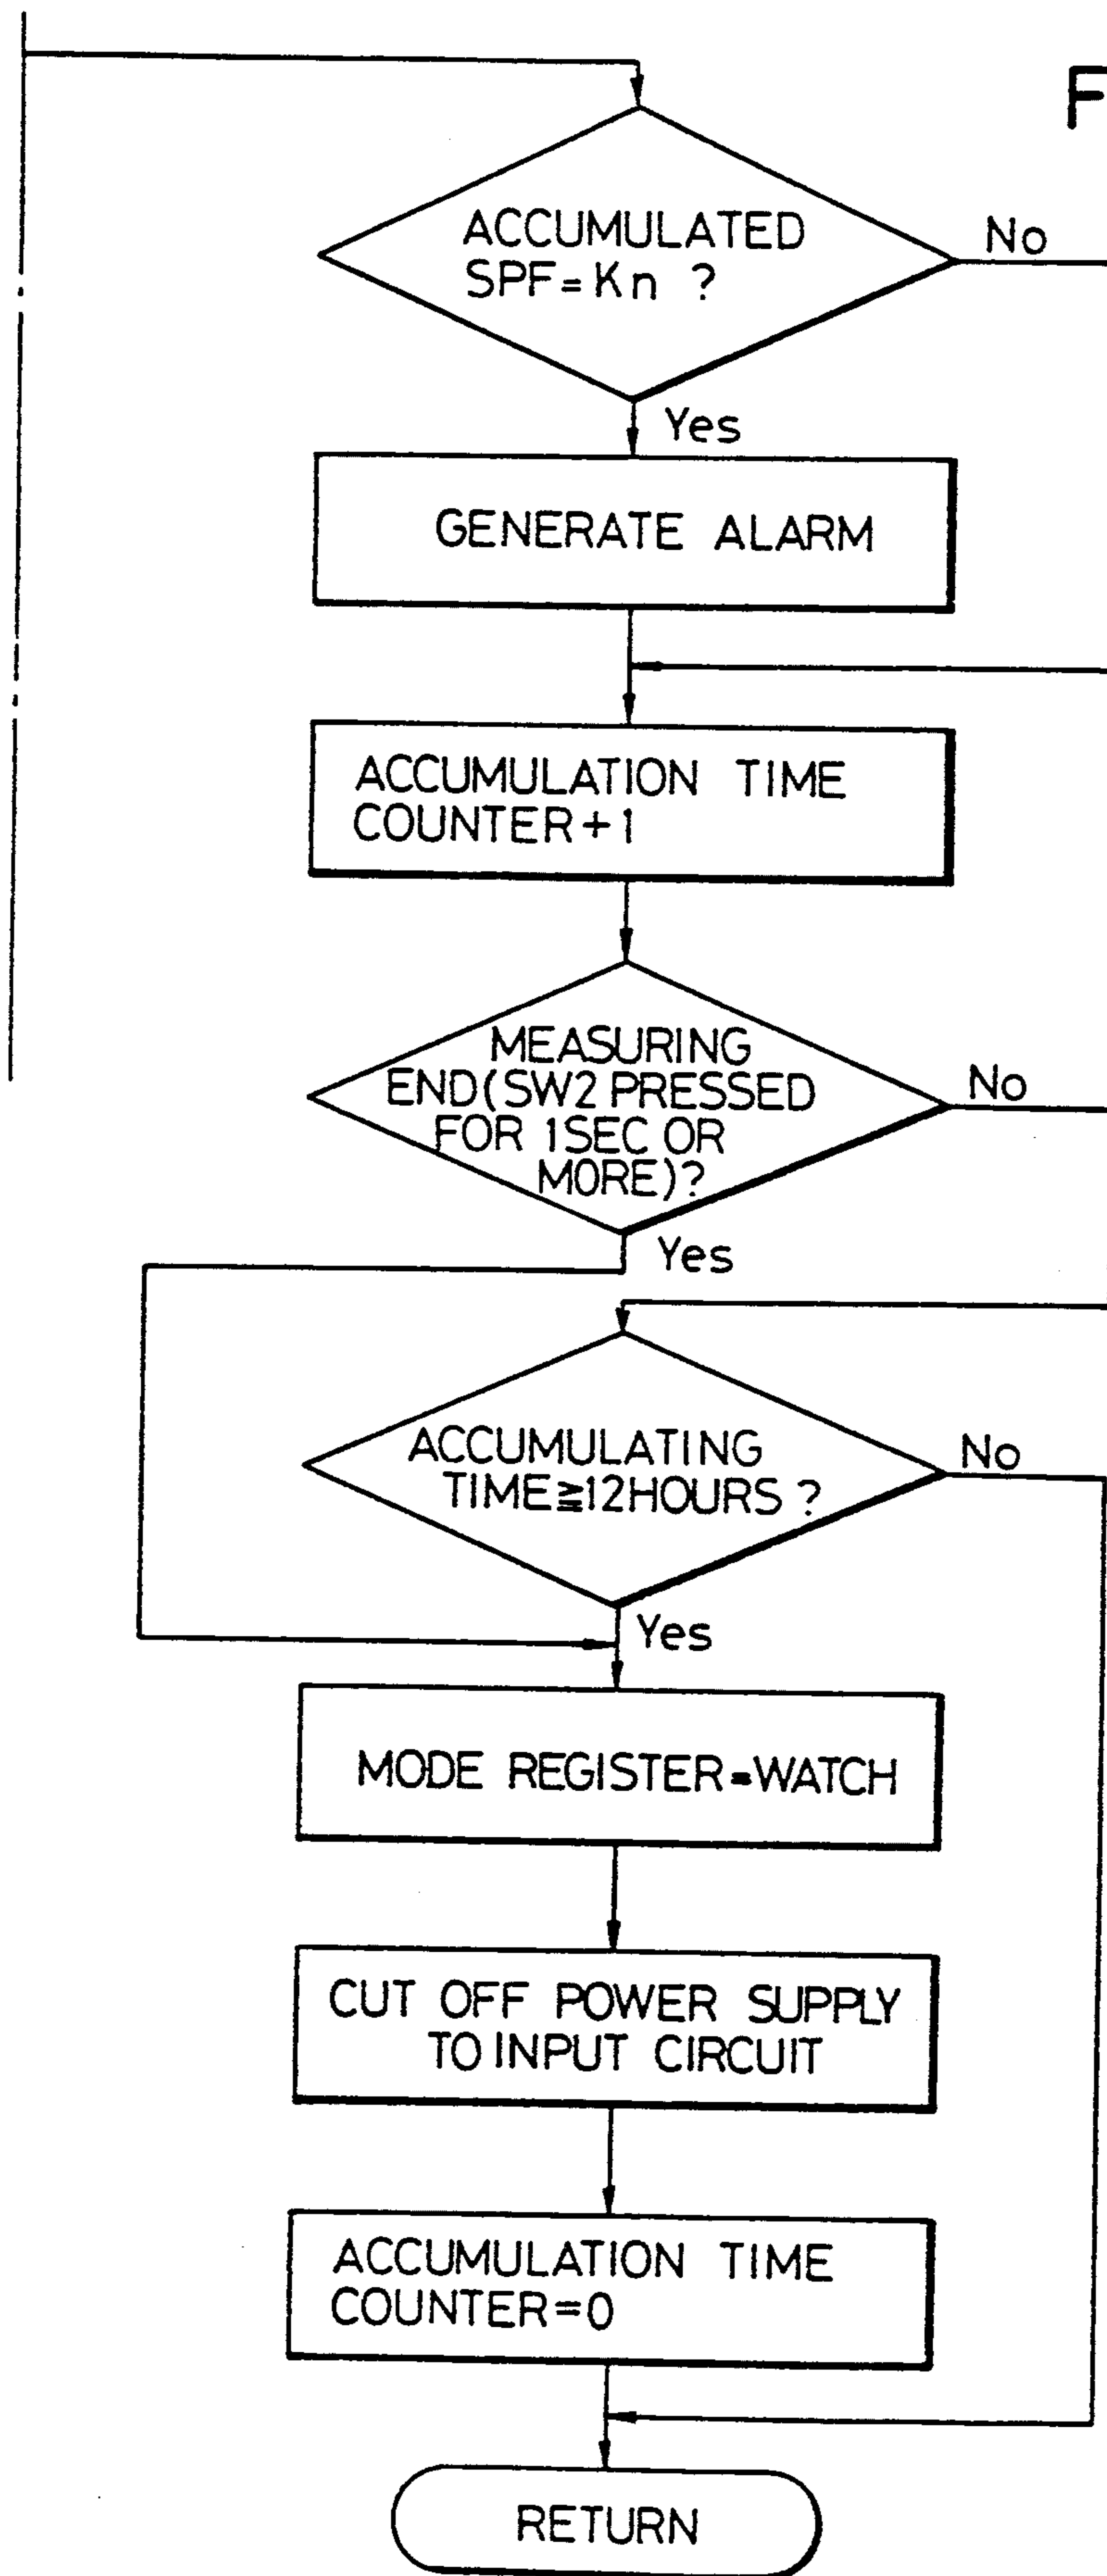 F
ACCUMULATED
SPF=Kn ?
No
Yes
GENERATE ALARM
ACCUMULATION TIME
COUNTER+1
MEASURING
END(SW2 PRESSED
FOR 1SEC OR
MORE)?
No
Yes
ACCUMULATING
TIME≧12HOURS ?
No
Yes
MODE REGISTER=WATCH
CUT OFF POWER SUPPLY
TO INPUT CIRCUIT
ACCUMULATION TIME
COUNTER=0
RETURN